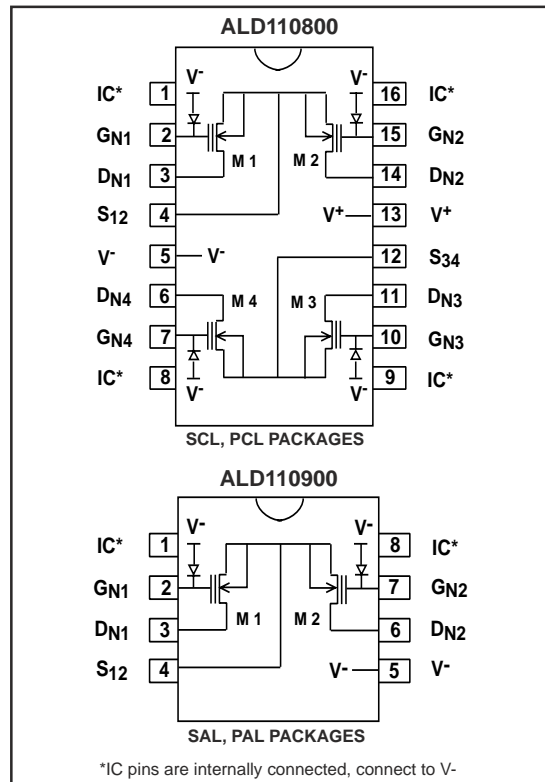 ALD110800
V- V-
IC* 1 16 IC*
GN1 2 15 GN2
M 1 M 2
DN1 3 14 DN2
S12 4 V+ 13 V+
V- 5 V- 12 S34
DN4 6 M 4 M 3 11 DN3
GN4 7 10 GN3
IC* 8 V- V- 9 IC*
SCL, PCL PACKAGES
ALD110900
V- V-
IC* 1 8 IC*
GN1 2 7 GN2
M 1 M 2
DN1 3 6 DN2
S12 4 V- 5 V-
SAL, PAL PACKAGES
*IC pins are internally connected, connect to V-